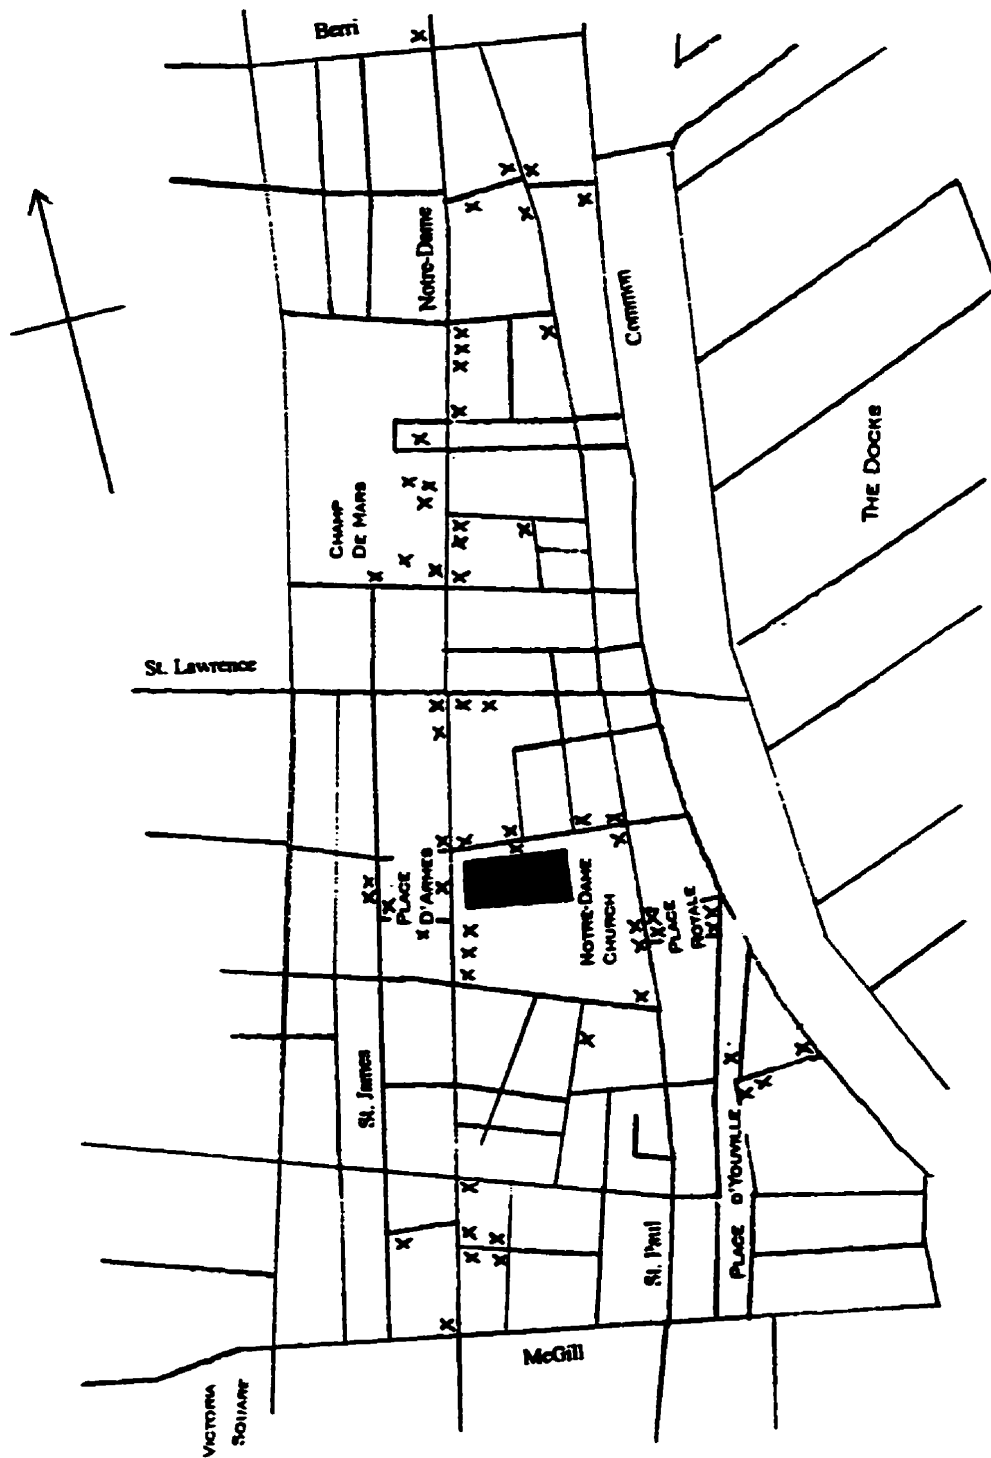 Berri
Notre-Dame
Common
THE DOCKS
CHAMP
DE MARS
St. Lawrence
PLACE
D'ARMES
NOTRE-DAME
CHURCH
PLACE
ROYALE
St. James
PLACE D'YOUVILLE
St. Paul
McGill
VICTORIA
SQUARE